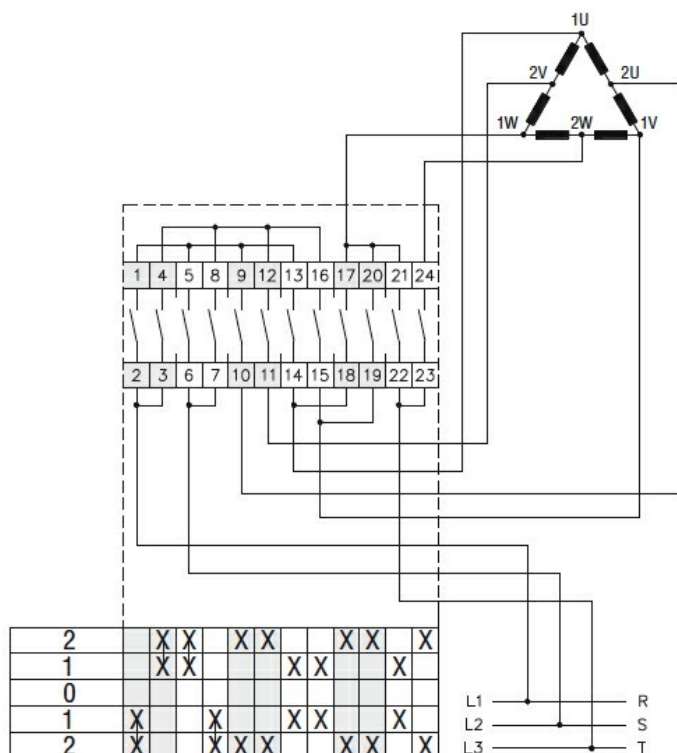 1U
2V 2U
1W 2W 1V
1 4 5 8 9 12 13 16 17 20 21 24
2 3 6 7 10 11 14 15 18 19 22 23
2 X X X X X X X
1 X X X X X
0
1 X X X X X
2 X X X X X X X
L1 R
L2 S
L3 T